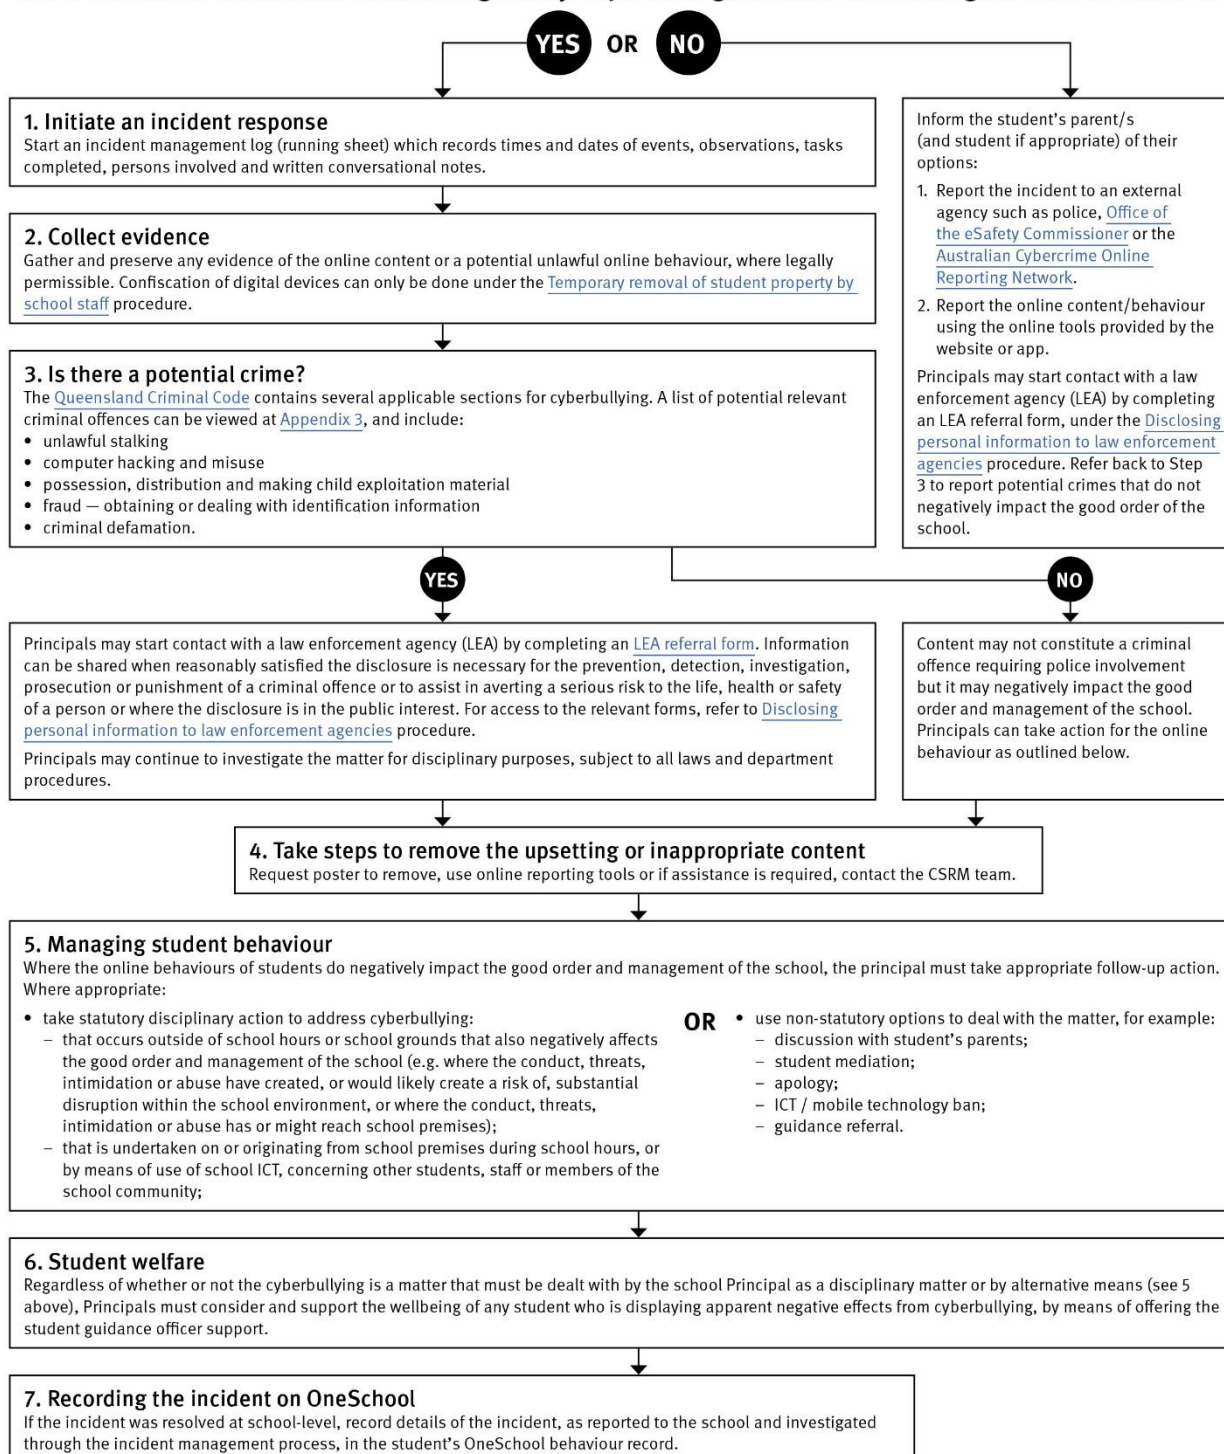 YES OR NO
1. Initiate an incident response
Start an incident management log (running sheet) which records times and dates of events, observations, tasks
completed, persons involved and written conversational notes.
2. Collect evidence
Gather and preserve any evidence of the online content or a potential unlawful online behaviour, where legally
permissible. Confiscation of digital devices can only be done under the Temporary removal of student property by
school staff procedure.
3. Is there a potential crime?
The Queensland Criminal Code contains several applicable sections for cyberbullying. A list of potential relevant
criminal offences can be viewed at Appendix 3, and include:
• unlawful stalking
• computer hacking and misuse
• possession, distribution and making child exploitation material
• fraud — obtaining or dealing with identification information
• criminal defamation.
Inform the student's parent/s
(and student if appropriate) of their
options:
1. Report the incident to an external
agency such as police, Office of
the eSafety Commissioner or the
Australian Cybercrime Online
Reporting Network.
2. Report the online content/behaviour
using the online tools provided by the
website or app.
Principals may start contact with a law
enforcement agency (LEA) by completing
an LEA referral form, under the Disclosing
personal information to law enforcement
agencies procedure. Refer back to Step
3 to report potential crimes that do not
negatively impact the good order of the
school.
YES
NO
Principals may start contact with a law enforcement agency (LEA) by completing an LEA referral form. Information
can be shared when reasonably satisfied the disclosure is necessary for the prevention, detection, investigation,
prosecution or punishment of a criminal offence or to assist in averting a serious risk to the life, health or safety
of a person or where the disclosure is in the public interest. For access to the relevant forms, refer to Disclosing
personal information to law enforcement agencies procedure.
Principals may continue to investigate the matter for disciplinary purposes, subject to all laws and department
procedures.
Content may not constitute a criminal
offence requiring police involvement
but it may negatively impact the good
order and management of the school.
Principals can take action for the online
behaviour as outlined below.
4. Take steps to remove the upsetting or inappropriate content
Request poster to remove, use online reporting tools or if assistance is required, contact the CSRM team.
5. Managing student behaviour
Where the online behaviours of students do negatively impact the good order and management of the school, the principal must take appropriate follow-up action.
Where appropriate:
• take statutory disciplinary action to address cyberbullying:
– that occurs outside of school hours or school grounds that also negatively affects
the good order and management of the school (e.g. where the conduct, threats,
intimidation or abuse have created, or would likely create a risk of, substantial
disruption within the school environment, or where the conduct, threats,
intimidation or abuse has or might reach school premises);
– that is undertaken on or originating from school premises during school hours, or
by means of use of school ICT, concerning other students, staff or members of the
school community;
OR
• use non-statutory options to deal with the matter, for example:
– discussion with student's parents;
– student mediation;
– apology;
– ICT / mobile technology ban;
– guidance referral.
6. Student welfare
Regardless of whether or not the cyberbullying is a matter that must be dealt with by the school Principal as a disciplinary matter or by alternative means (see 5
above), Principals must consider and support the wellbeing of any student who is displaying apparent negative effects from cyberbullying, by means of offering the
student guidance officer support.
7. Recording the incident on OneSchool
If the incident was resolved at school-level, record details of the incident, as reported to the school and investigated
through the incident management process, in the student's OneSchool behaviour record.